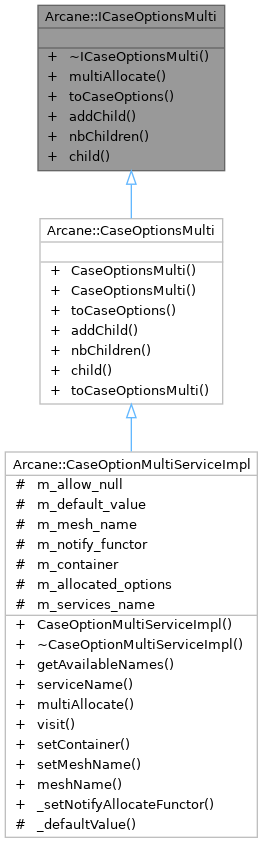 Arcane::ICaseOptionsMulti
+ ~ICaseOptionsMulti()
+ multiAllocate()
+ toCaseOptions()
+ addChild()
+ nbChildren()
+ child()
Arcane::CaseOptionsMulti
+ CaseOptionsMulti()
+ CaseOptionsMulti()
+ toCaseOptions()
+ addChild()
+ nbChildren()
+ child()
+ toCaseOptionsMulti()
Arcane::CaseOptionMultiServiceImpl
# m_allow_null
# m_default_value
# m_mesh_name
# m_notify_functor
# m_container
# m_allocated_options
# m_services_name
+ CaseOptionMultiServiceImpl()
+ ~CaseOptionMultiServiceImpl()
+ getAvailableNames()
+ serviceName()
+ multiAllocate()
+ visit()
+ setContainer()
+ setMeshName()
+ meshName()
+ _setNotifyAllocateFunctor()
# _defaultValue()